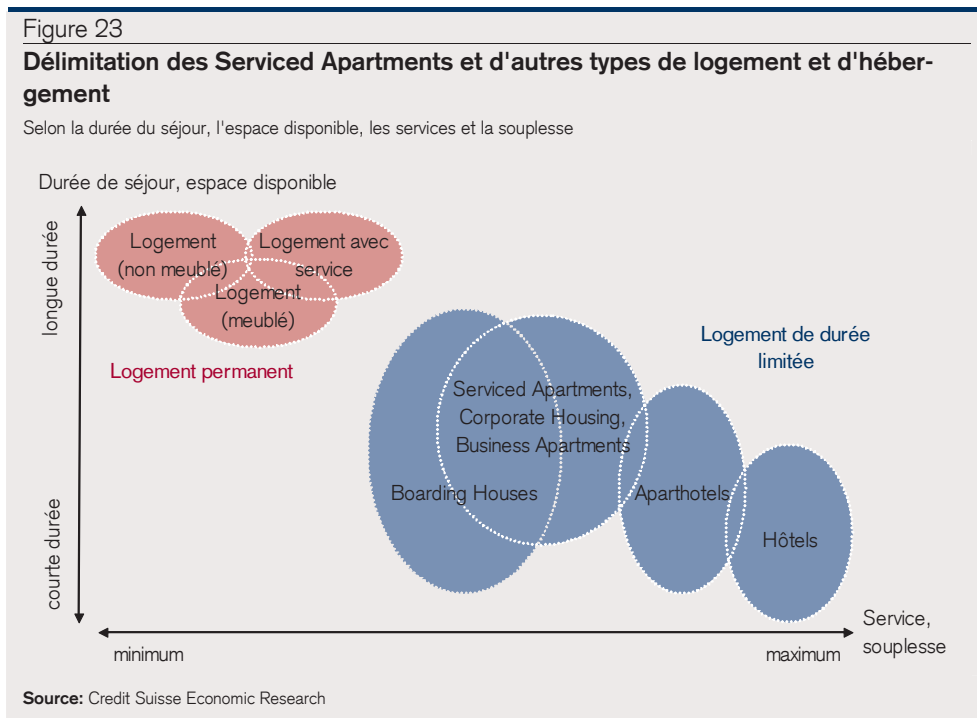 Figure 23
Délimitation des Serviced Apartments et d'autres types de logement et d'héber-
gement
Selon la durée du séjour, l'espace disponible, les services et la souplesse
Durée de séjour, espace disponible
longue durée
courte durée
Logement
(non meublé)
Logement avec
service
Logement
(meublé)
Logement permanent
Logement de durée
limitée
Serviced Apartments,
Corporate Housing,
Business Apartments
Boarding Houses
Aparthotels
Hôtels
minimum
maximum
Service,
souplesse
Source: Credit Suisse Economic Research